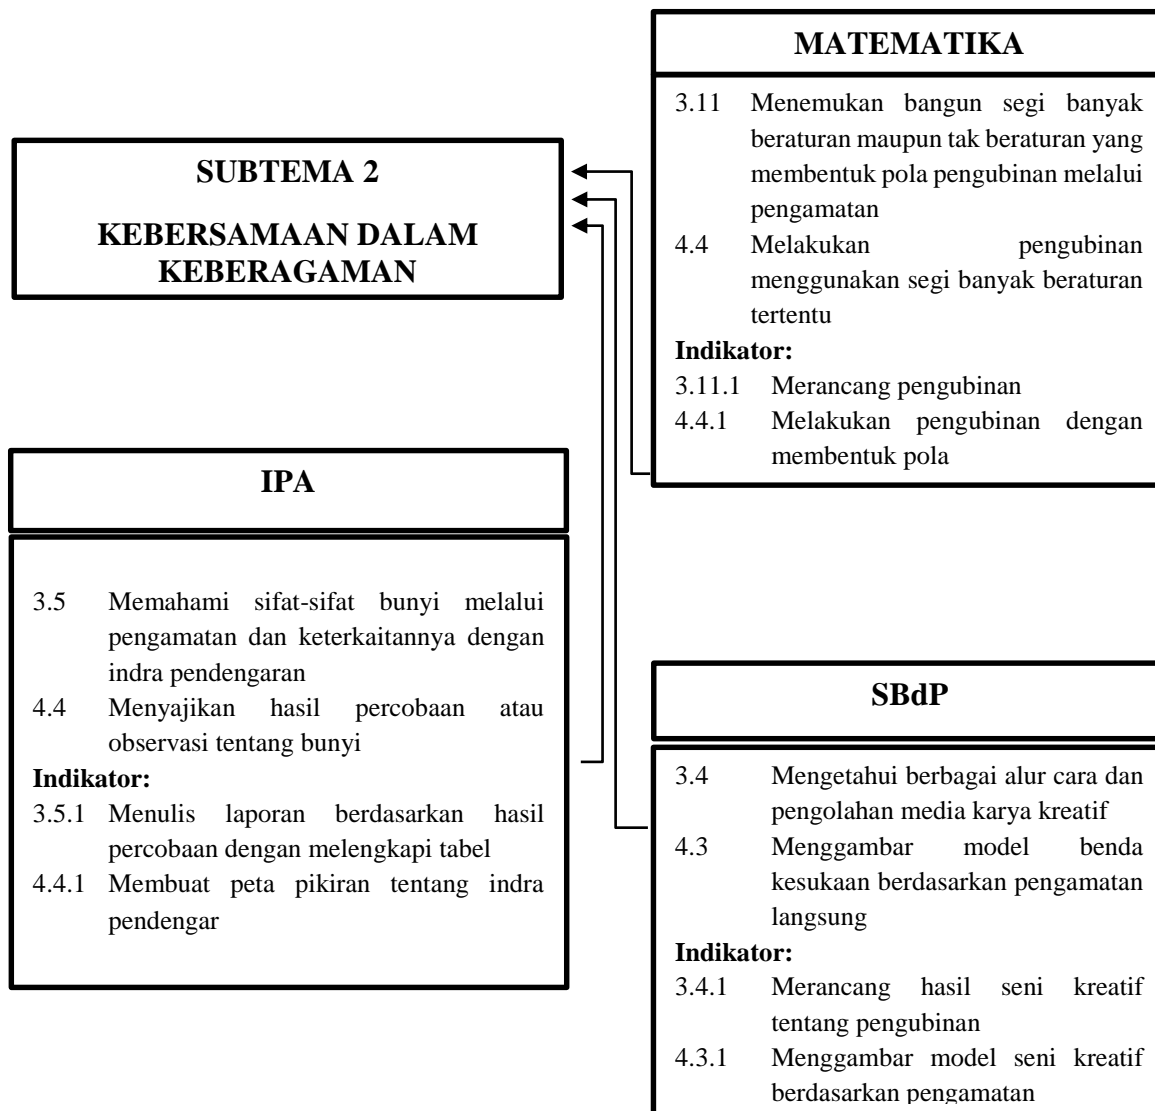 MATEMATIKA
3.11 Menemukan bangun segi banyak
beraturan maupun tak beraturan yang
membentuk pola pengubinan melalui
pengamatan
4.4 Melakukan pengubinan
menggunakan segi banyak beraturan
tertentu
Indikator:
3.11.1 Merancang pengubinan
4.4.1 Melakukan pengubinan dengan
membentuk pola
SUBTEMA 2
KEBERSAMAAN DALAM
KEBERAGAMAN
IPA
3.5 Memahami sifat-sifat bunyi melalui
pengamatan dan keterkaitannya dengan
indra pendengaran
4.4 Menyajikan hasil percobaan atau
observasi tentang bunyi
Indikator:
3.5.1 Menulis laporan berdasarkan hasil
percobaan dengan melengkapi tabel
4.4.1 Membuat peta pikiran tentang indra
pendengar
SBdP
3.4 Mengetahui berbagai alur cara dan
pengolahan media karya kreatif
4.3 Menggambar model benda
kesukaan berdasarkan pengamatan
langsung
Indikator:
3.4.1 Merancang hasil seni kreatif
tentang pengubinan
4.3.1 Menggambar model seni kreatif
berdasarkan pengamatan